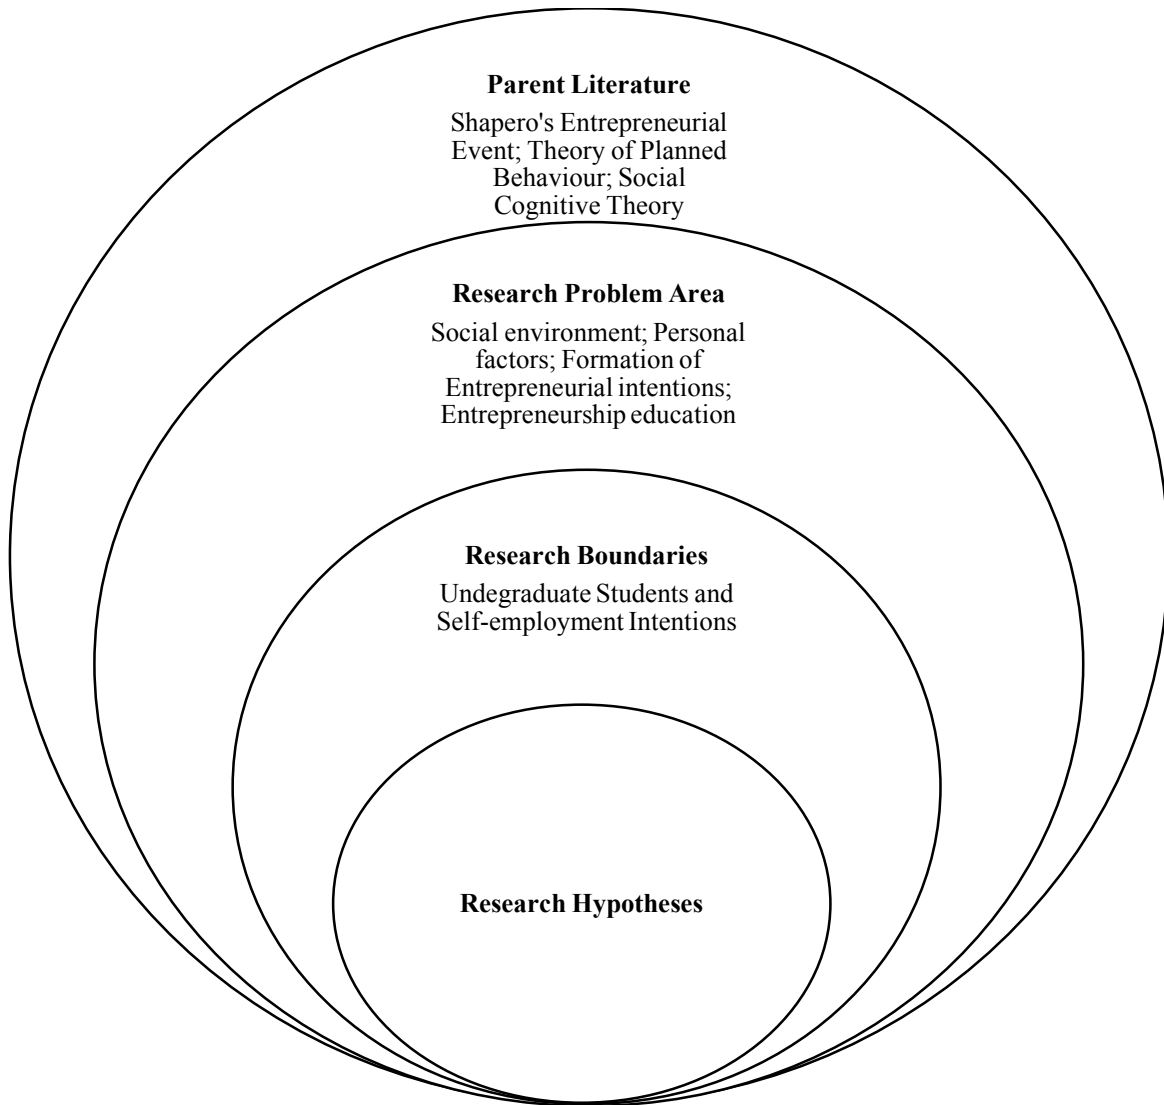 Parent Literature
Shapero's Entrepreneurial
Event; Theory of Planned
Behaviour; Social
Cognitive Theory
Research Problem Area
Social environment; Personal
factors; Formation of
Entrepreneurial intentions;
Entrepreneurship education
Research Boundaries
Undegraduate Students and
Self-employment Intentions
Research Hypotheses